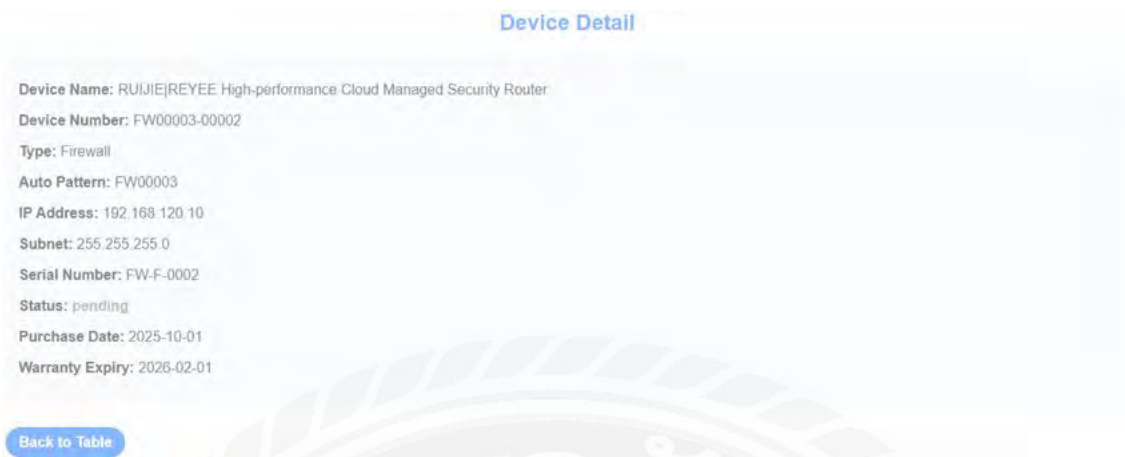 Device Detail
Device Name: RUIJIE|REYEE High-performance Cloud Managed Security Router
Device Number: FW00003-00002
Type: Firewall
Auto Pattern: FW00003
IP Address: 192.168.120.10
Subnet: 255.255.255.0
Serial Number: FW-F-0002
Status: pending
Purchase Date: 2025-10-01
Warranty Expiry: 2026-02-01
Back to Table